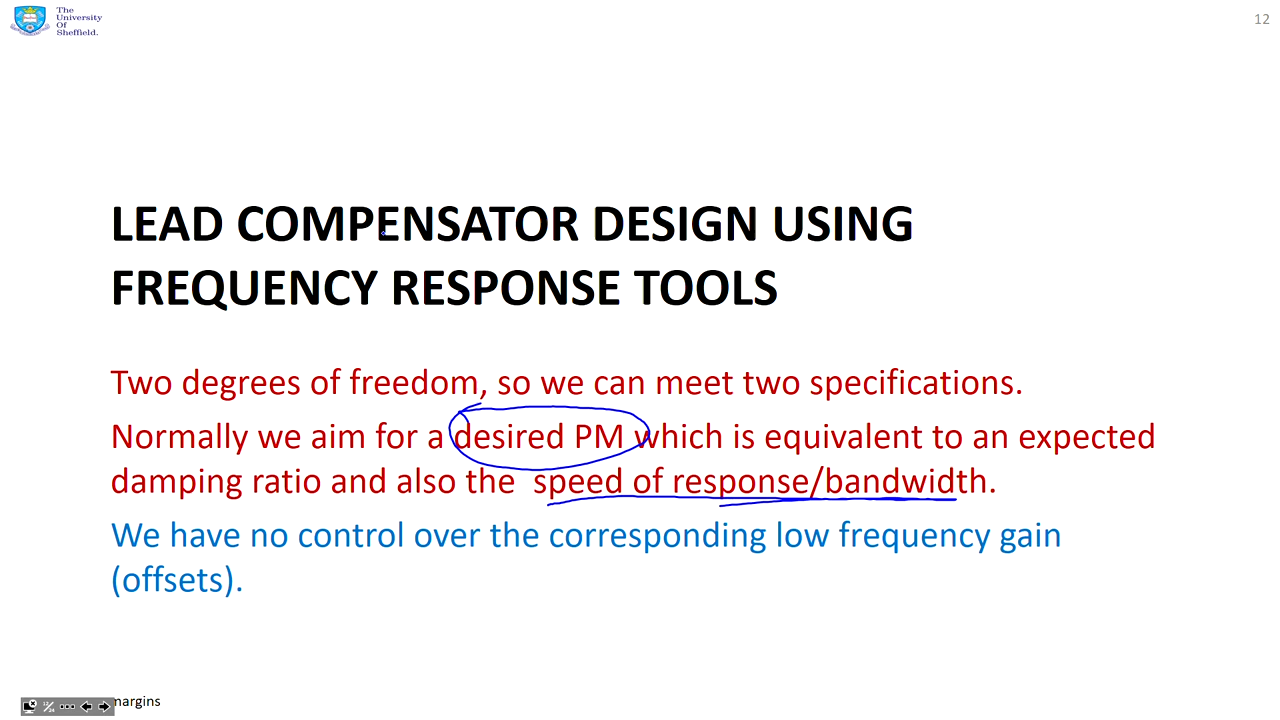 The
University
Of
Sheffield.
12
LEAD COMPENSATOR DESIGN USING
FREQUENCY RESPONSE TOOLS
Two degrees of freedom, so we can meet two specifications.
Normally we aim for a desired PM which is equivalent to an expected
damping ratio and also the speed of response/bandwidth.
We have no control over the corresponding low frequency gain
(offsets).
margins